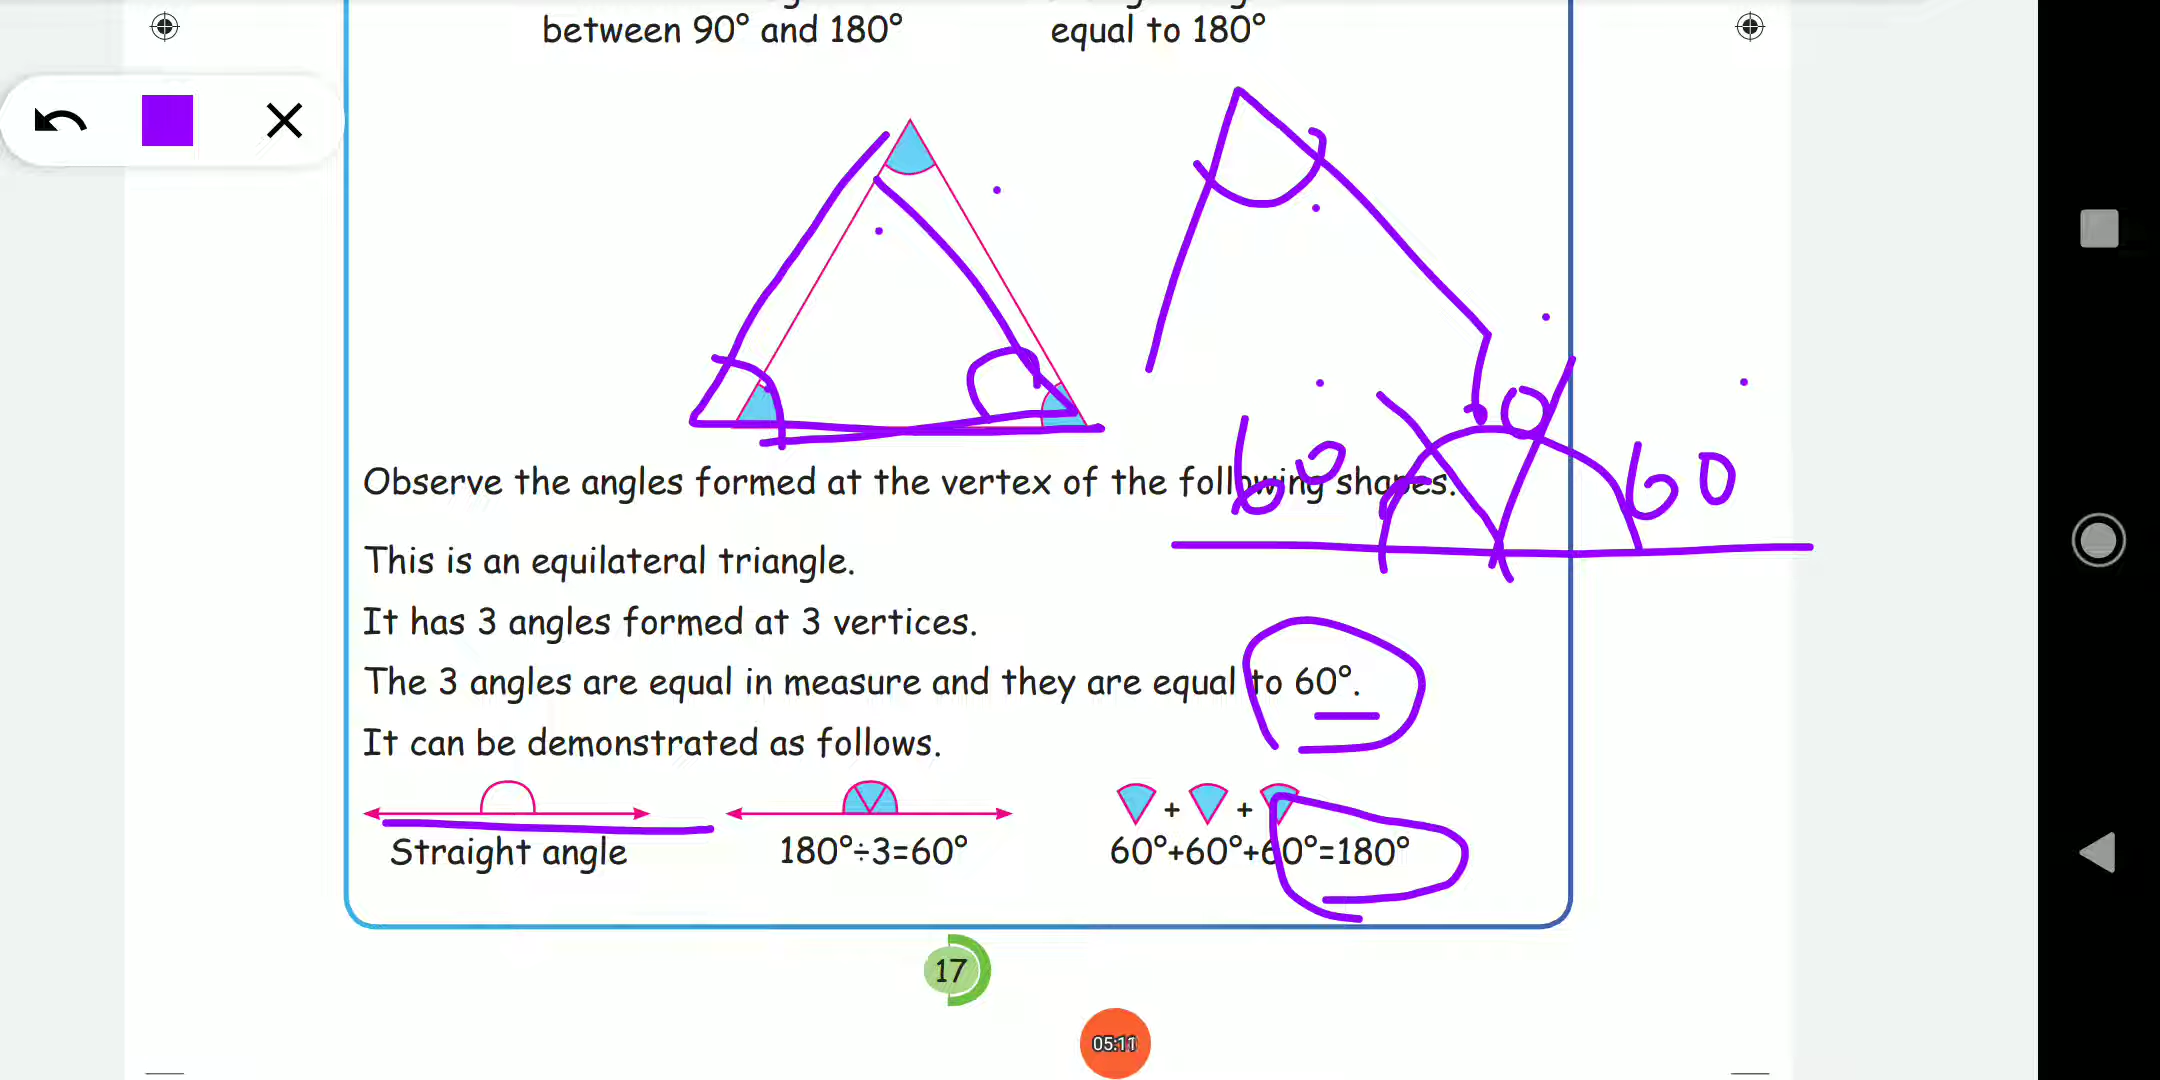 between 90° and 180°
equal to 180°
60
60
60
Observe the angles formed at the vertex of the following shapes.
This is an equilateral triangle.
It has 3 angles formed at 3 vertices.
The 3 angles are equal in measure and they are equal to 60°.
It can be demonstrated as follows.
+ +
Straight angle
180°÷3=60°
60°+60°+60°=180°
17
05:11